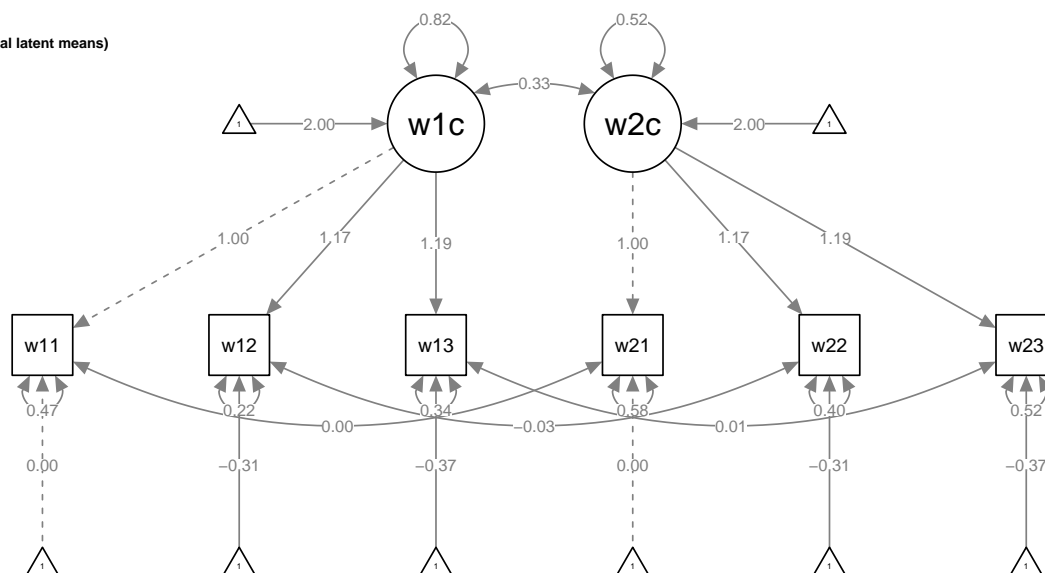 0.82 0.52
al latent means)
0.33
1 2.00 w1c w2c 2.00 1
1.00 1.17 1.19 1.00 1.17 1.19
w11 w12 w13 w21 w22 w23
0.47 0.22 0.34 0.58 0.40 0.52
0.00 −0.03 0.01
0.00 −0.31 −0.37 0.00 −0.31 −0.37
1 1 1 1 1 1